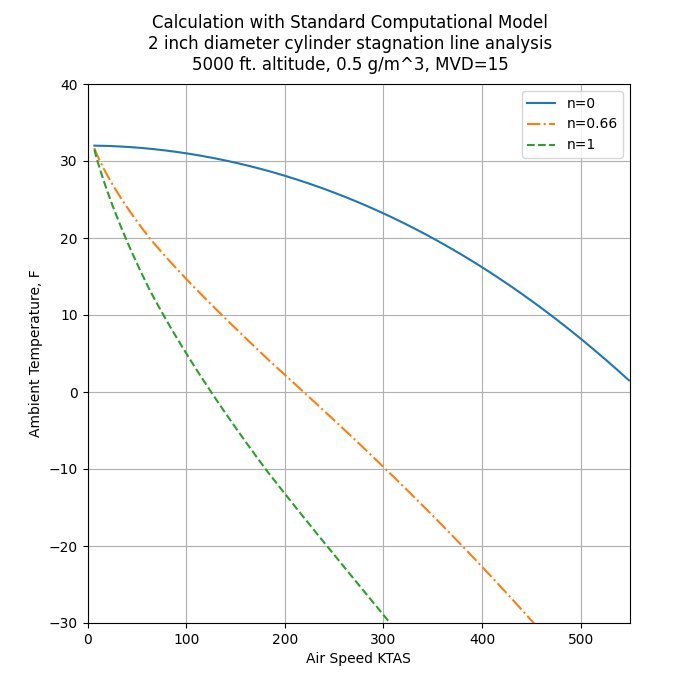 Calculation with Standard Computational Model
2 inch diameter cylinder stagnation line analysis
5000 ft. altitude, 0.5 g/m^3, MVD=15
n=0
n=0.66
n=1
Ambient Temperature, F
40
30
20
10
0
−10
−20
−30
0 100 200 300 400 500
Air Speed KTAS